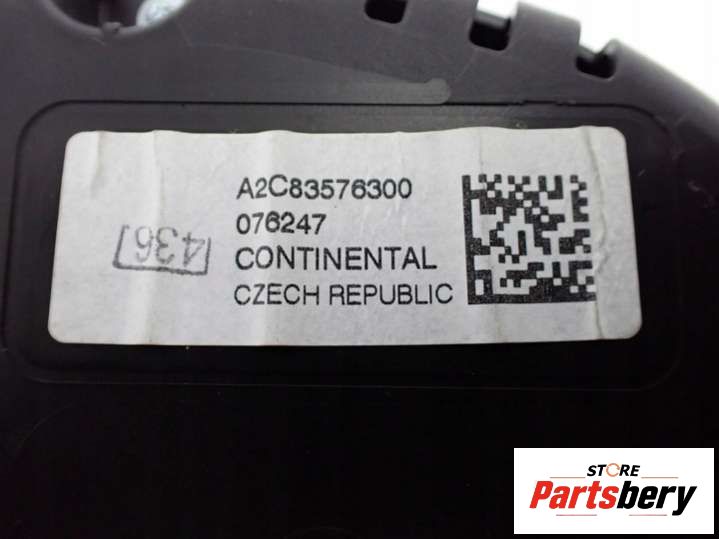 A2C83576300
076247
436
CONTINENTAL
CZECH REPUBLIC
STORE
Partsbery